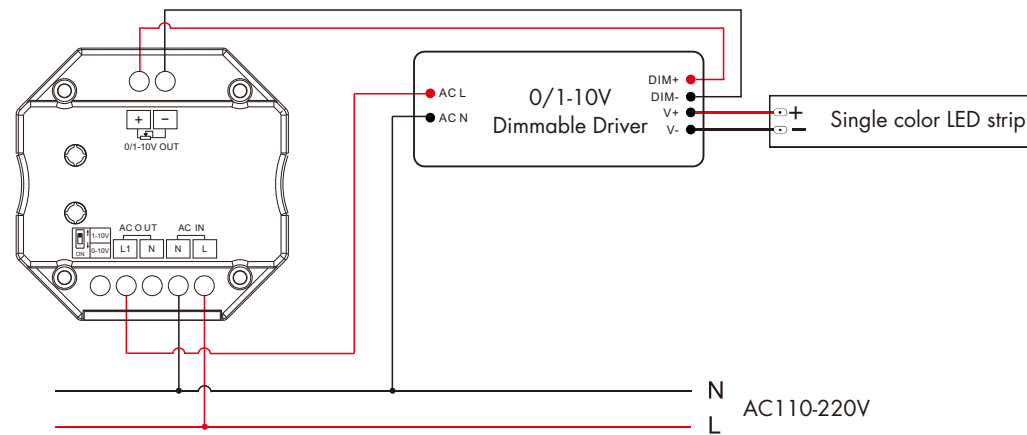 + −
0/1-10V OUT
AC OUT AC IN
L1 N N L
1-10V
0-10V
ON
AC L
AC N
0/1-10V
Dimmable Driver
DIM+
DIM-
V+
V-
+
−
Single color LED strip
N
AC110-220V
L